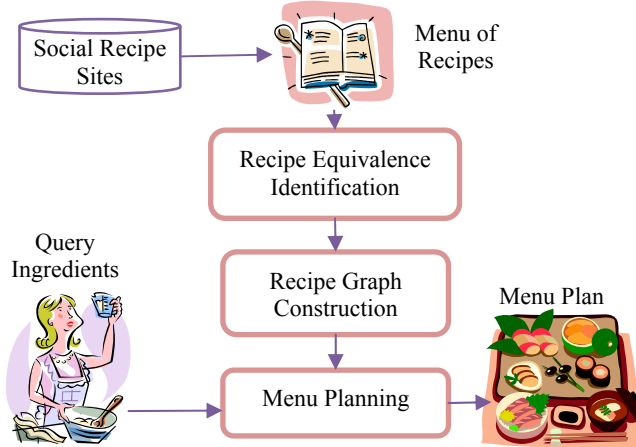 Social Recipe
Sites
Menu of
Recipes
Recipe Equivalence
Identification
Query
Ingredients
Recipe Graph
Construction
Menu Plan
Menu Planning